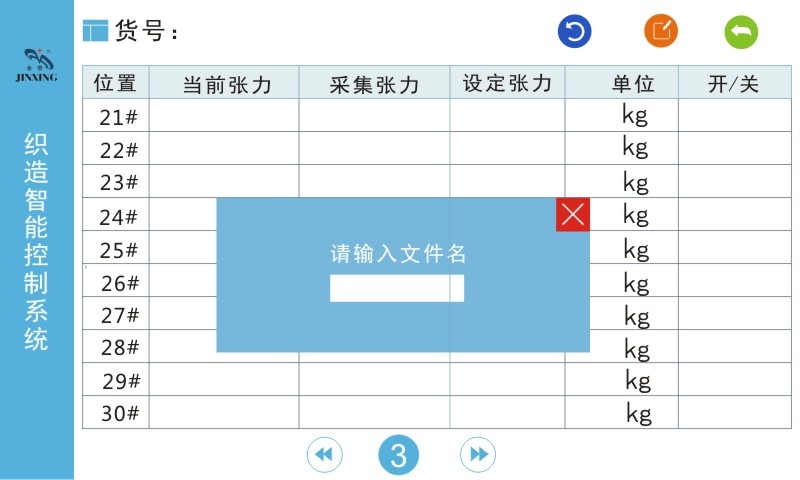 货号：
金信
JINXING
织造智能控制系统
位置 当前张力 采集张力 设定张力 单位 开/关
21# kg
22# kg
23# kg
24# kg
25# kg
26# kg
27# kg
28# kg
29# kg
30# kg
请输入文件名
3